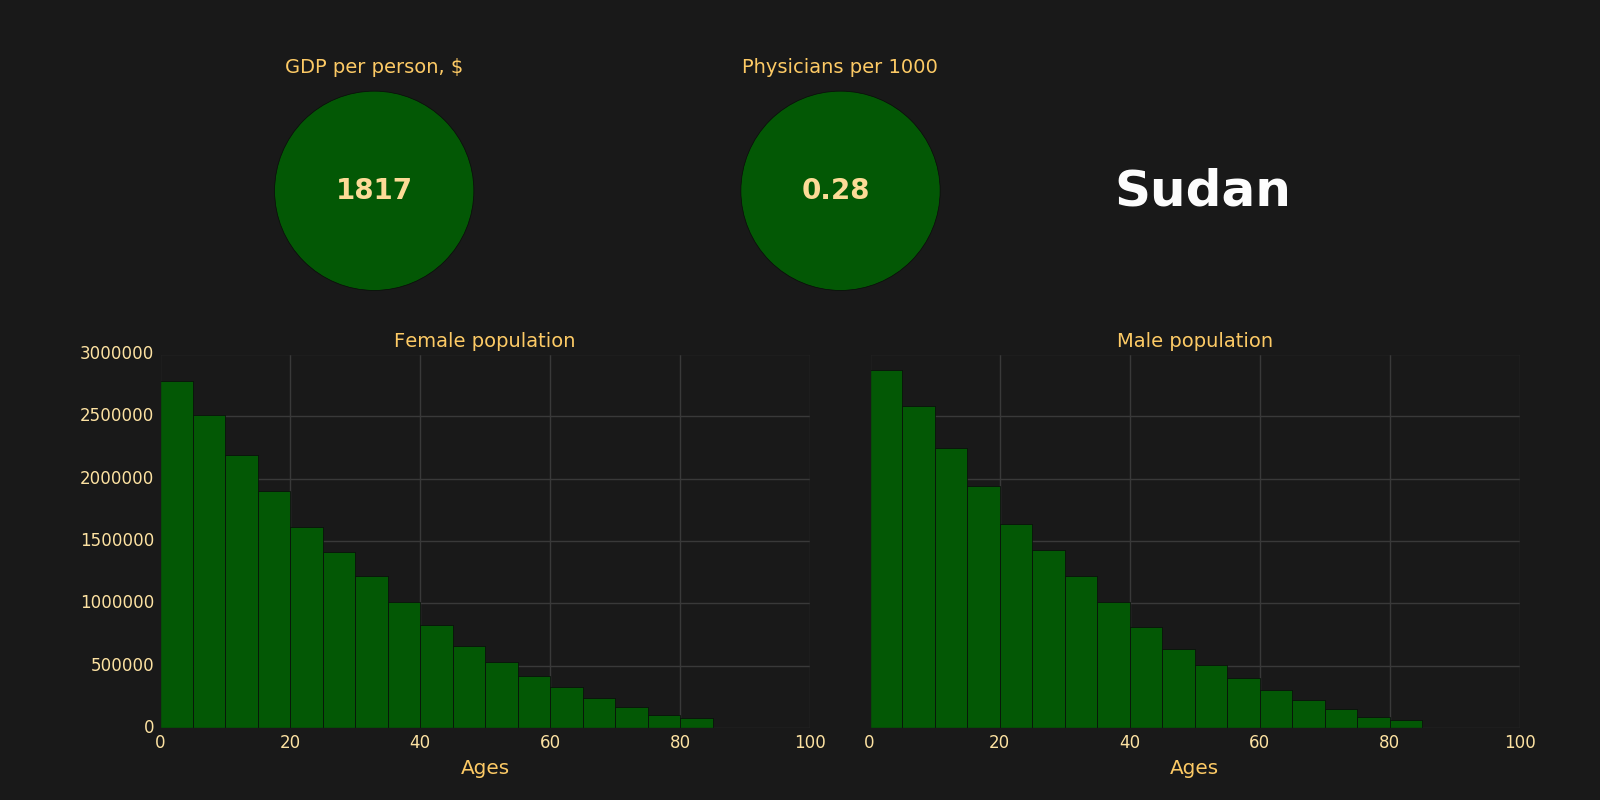 GDP per person, $
Physicians per 1000
1817
0.28
Sudan
Female population
Male population
3000000
2500000
2000000
1500000
1000000
500000
0
0 20 40 60 80 100
0 20 40 60 80 100
Ages
Ages